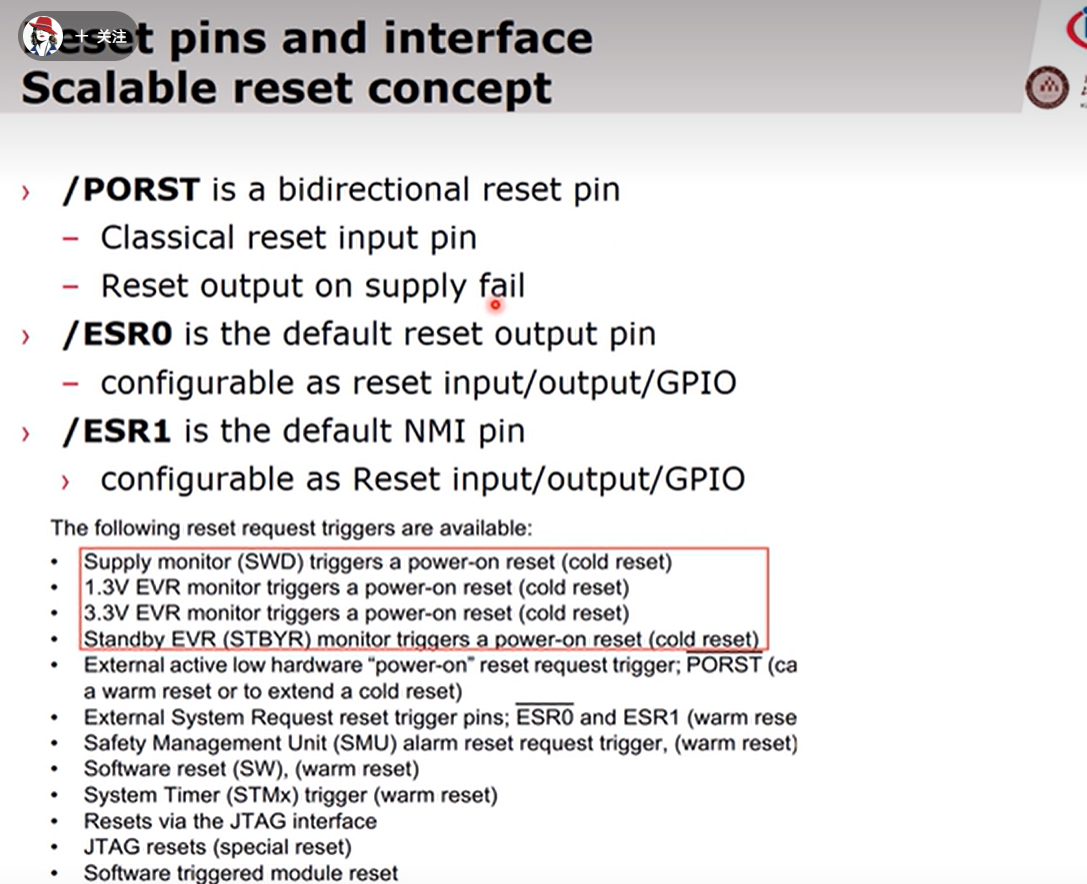 + 关注
eset pins and interface
Scalable reset concept
› /PORST is a bidirectional reset pin
– Classical reset input pin
– Reset output on supply fail
› /ESR0 is the default reset output pin
– configurable as reset input/output/GPIO
› /ESR1 is the default NMI pin
› configurable as Reset input/output/GPIO
The following reset request triggers are available:
• Supply monitor (SWD) triggers a power-on reset (cold reset)
• 1.3V EVR monitor triggers a power-on reset (cold reset)
• 3.3V EVR monitor triggers a power-on reset (cold reset)
• Standby EVR (STBYR) monitor triggers a power-on reset (cold reset)
• External active low hardware “power-on” reset request trigger; PORST (ca
a warm reset or to extend a cold reset)
• External System Request reset trigger pins; ESR0 and ESR1 (warm rese
• Safety Management Unit (SMU) alarm reset request trigger, (warm reset)
• Software reset (SW), (warm reset)
• System Timer (STMx) trigger (warm reset)
• Resets via the JTAG interface
• JTAG resets (special reset)
• Software triggered module reset